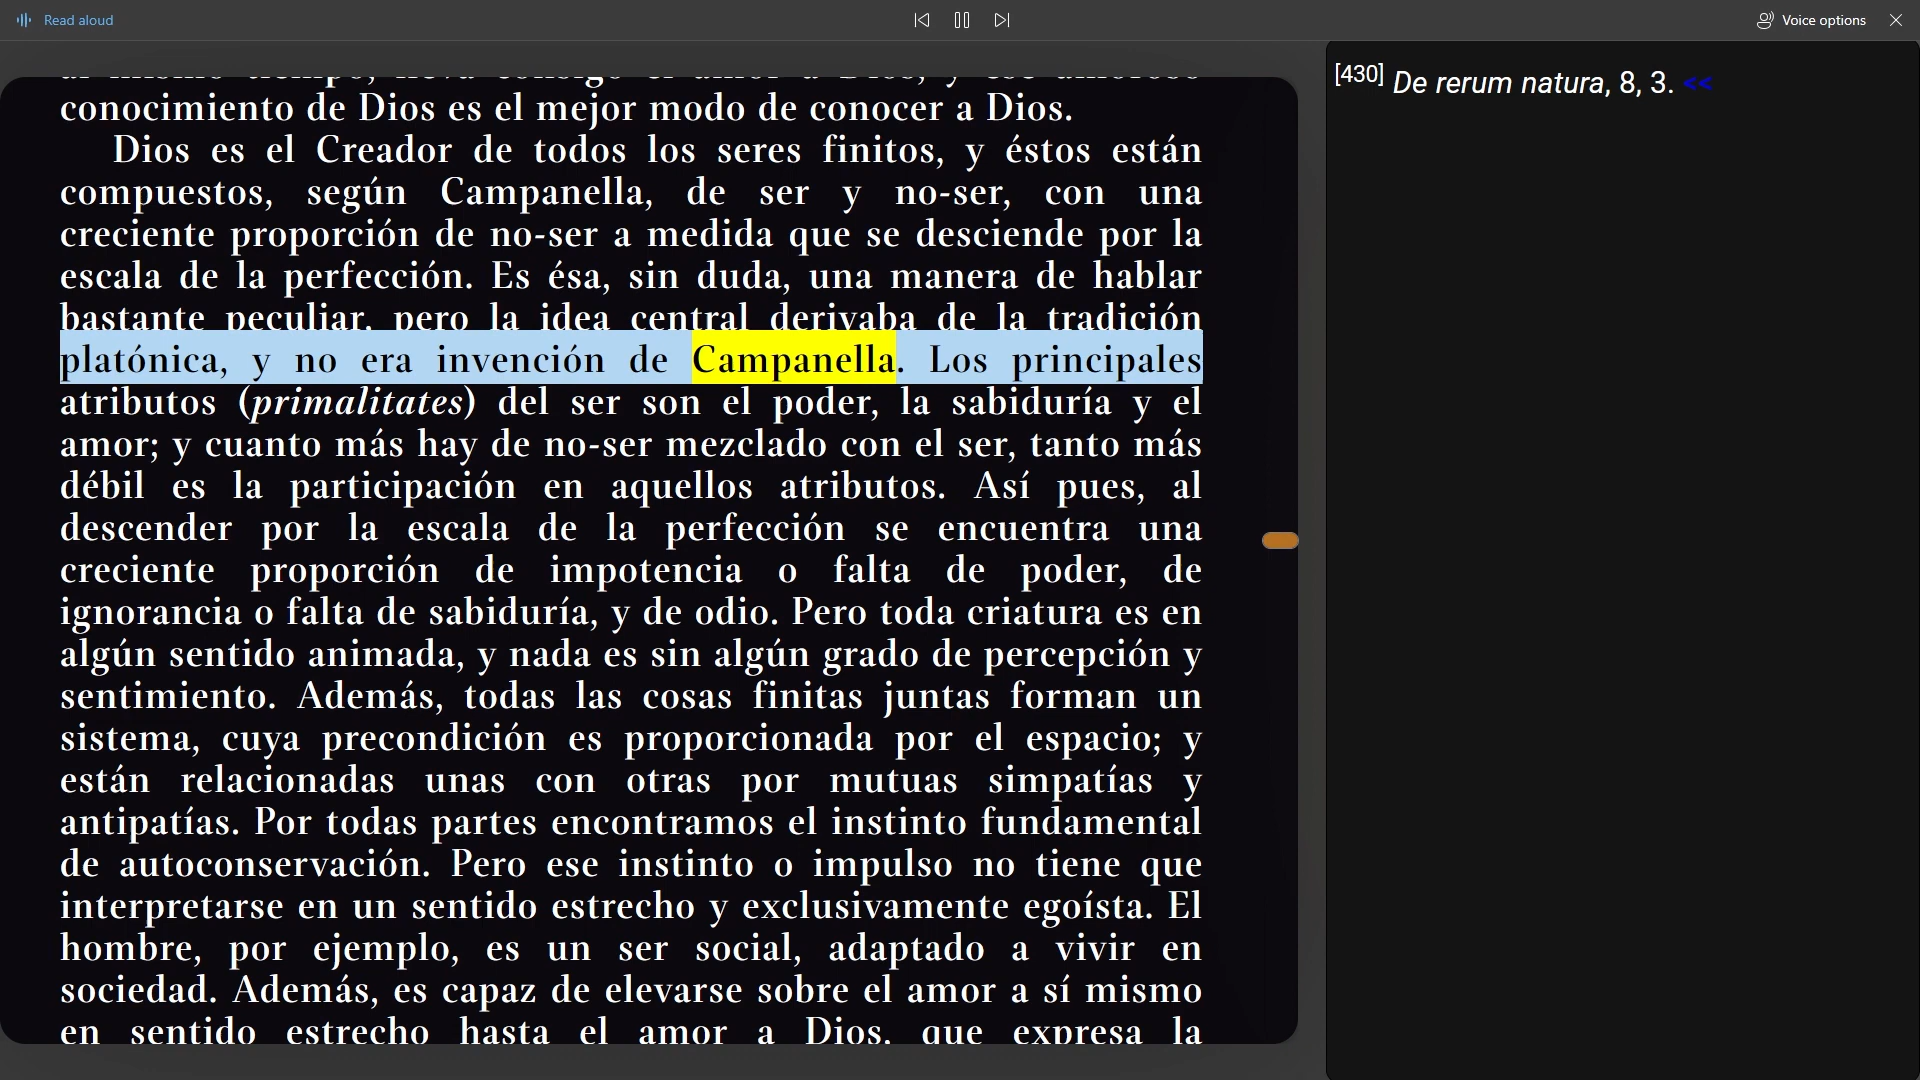 Read aloud
Voice options
conocimiento de Dios es el mejor modo de conocer a Dios.
Dios es el Creador de todos los seres finitos, y éstos están
compuestos, según Campanella, de ser y no-ser, con una
creciente proporción de no-ser a medida que se desciende por la
escala de la perfección. Es ésa, sin duda, una manera de hablar
bastante peculiar, pero la idea central derivaba de la tradición
platónica, y no era invención de Campanella. Los principales
atributos (primalitates) del ser son el poder, la sabiduría y el
amor; y cuanto más hay de no-ser mezclado con el ser, tanto más
débil es la participación en aquellos atributos. Así pues, al
descender por la escala de la perfección se encuentra una
creciente proporción de impotencia o falta de poder, de
ignorancia o falta de sabiduría, y de odio. Pero toda criatura es en
algún sentido animada, y nada es sin algún grado de percepción y
sentimiento. Además, todas las cosas finitas juntas forman un
sistema, cuya precondición es proporcionada por el espacio; y
están relacionadas unas con otras por mutuas simpatías y
antipatías. Por todas partes encontramos el instinto fundamental
de autoconservación. Pero ese instinto o impulso no tiene que
interpretarse en un sentido estrecho y exclusivamente egoísta. El
hombre, por ejemplo, es un ser social, adaptado a vivir en
sociedad. Además, es capaz de elevarse sobre el amor a sí mismo
en sentido estrecho hasta el amor a Dios, que expresa la
[430] De rerum natura, 8, 3. <<